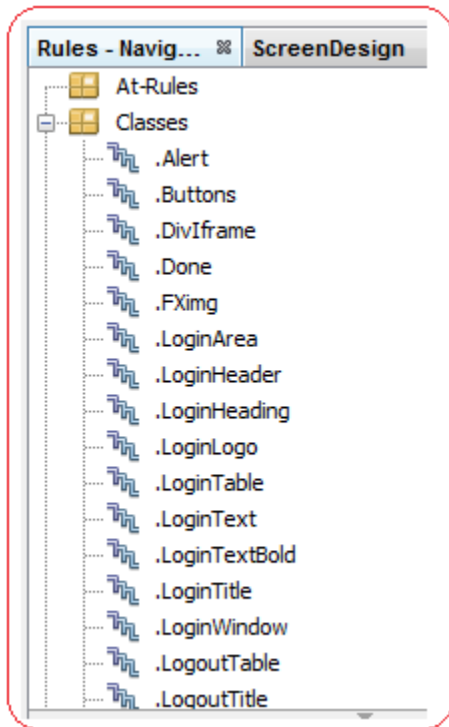 Rules - Navig... ScreenDesign
At-Rules
Classes
.Alert
.Buttons
.DivIframe
.Done
.FXimg
.LoginArea
.LoginHeader
.LoginHeading
.LoginLogo
.LoginTable
.LoginText
.LoginTextBold
.LoginTitle
.LoginWindow
.LogoutTable
.LogoutTitle